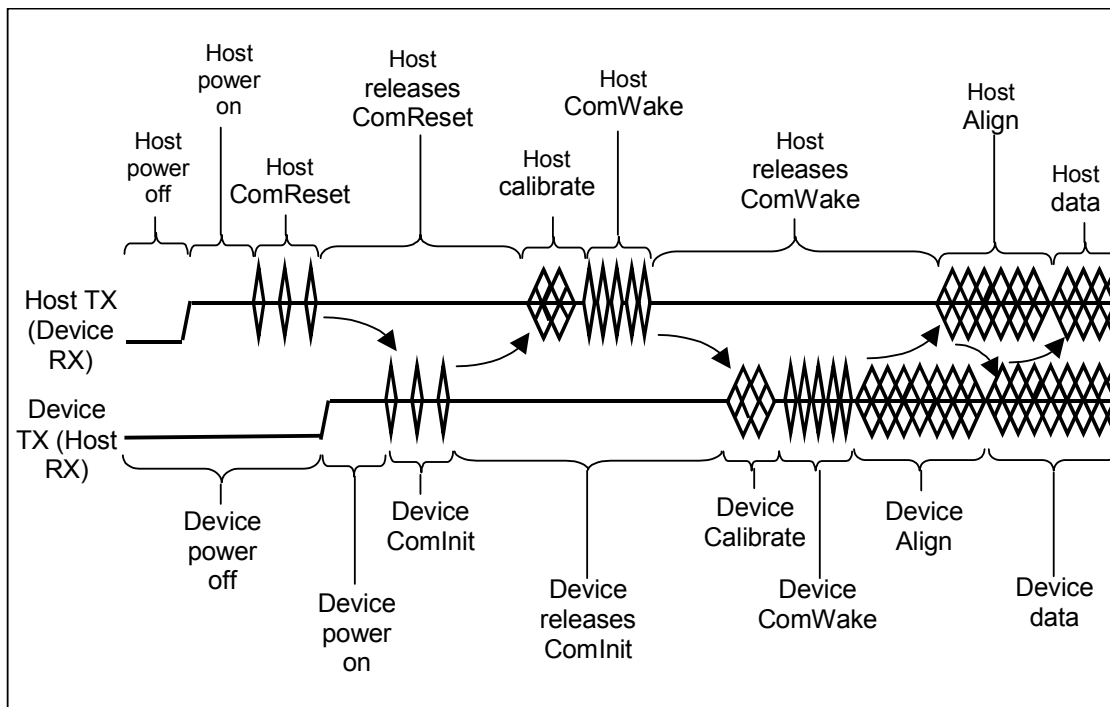 Host
power
off
Host
power
on
Host
ComReset
Host
releases
ComReset
Host
calibrate
Host
ComWake
Host
releases
ComWake
Host
Align
Host
data
Host TX
(Device
RX)
Device
TX (Host
RX)
Device
power
off
Device
power
on
Device
ComInit
Device
releases
ComInit
Device
Calibrate
Device
ComWake
Device
Align
Device
data